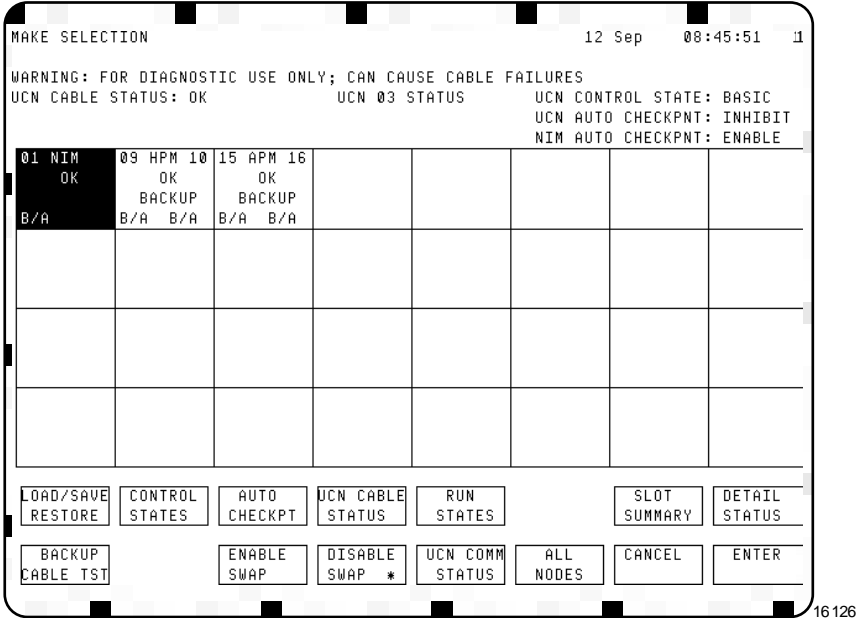 MAKE SELECTION 12 Sep 08:45:51 11
WARNING: FOR DIAGNOSTIC USE ONLY; CAN CAUSE CABLE FAILURES
UCN CABLE STATUS: OK UCN 03 STATUS UCN CONTROL STATE: BASIC
UCN AUTO CHECKPNT: INHIBIT
NIM AUTO CHECKPNT: ENABLE
01 NIM 09 HPM 10 15 APM 16
OK OK OK
BACKUP BACKUP
B/A B/A B/A B/A B/A
LOAD/SAVE CONTROL AUTO UCN CABLE RUN SLOT DETAIL
RESTORE STATES CHECKPT STATUS STATES SUMMARY STATUS
BACKUP ENABLE DISABLE UCN COMM ALL CANCEL ENTER
CABLE TST SWAP SWAP * STATUS NODES
16126